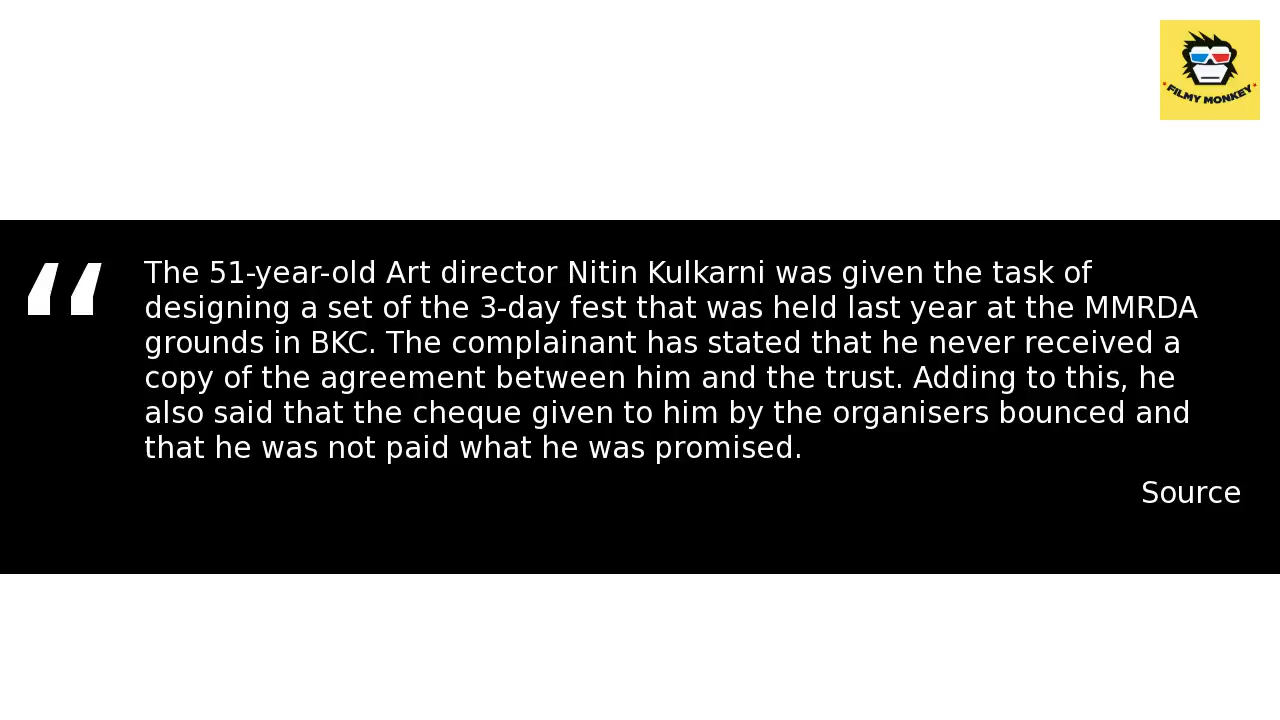 FILMY MONKEY
“
The 51-year-old Art director Nitin Kulkarni was given the task of
designing a set of the 3-day fest that was held last year at the MMRDA
grounds in BKC. The complainant has stated that he never received a
copy of the agreement between him and the trust. Adding to this, he
also said that the cheque given to him by the organisers bounced and
that he was not paid what he was promised.
Source